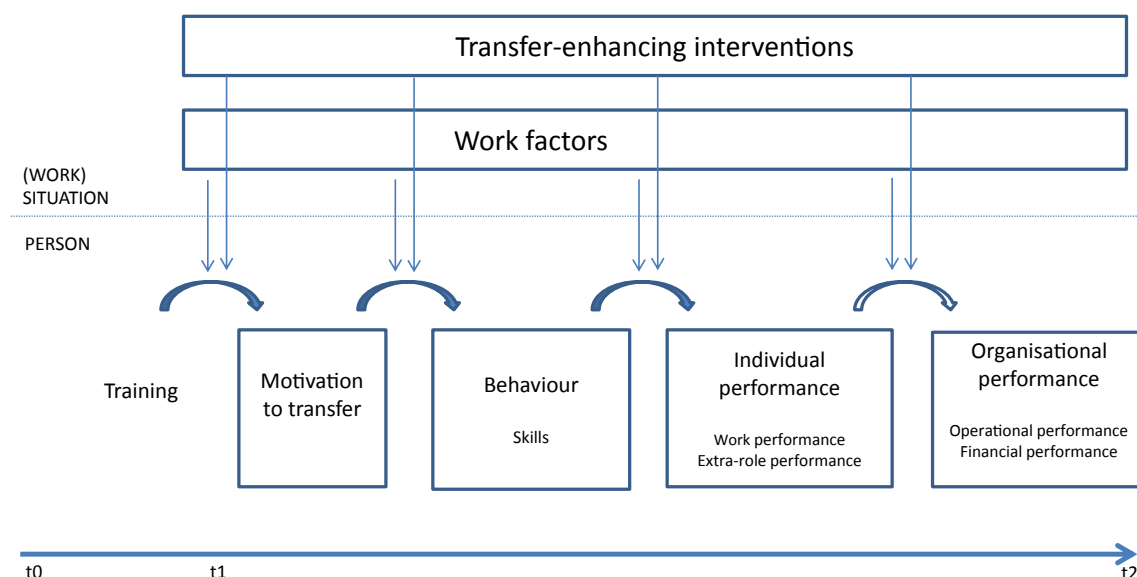 Transfer-enhancing interventions
Work factors
(WORK)
SITUATION
PERSON
Training
Motivation
to transfer
Behaviour
Skills
Individual
performance
Work performance
Extra-role performance
Organisational
performance
Operational performance
Financial performance
t0
t1
t2